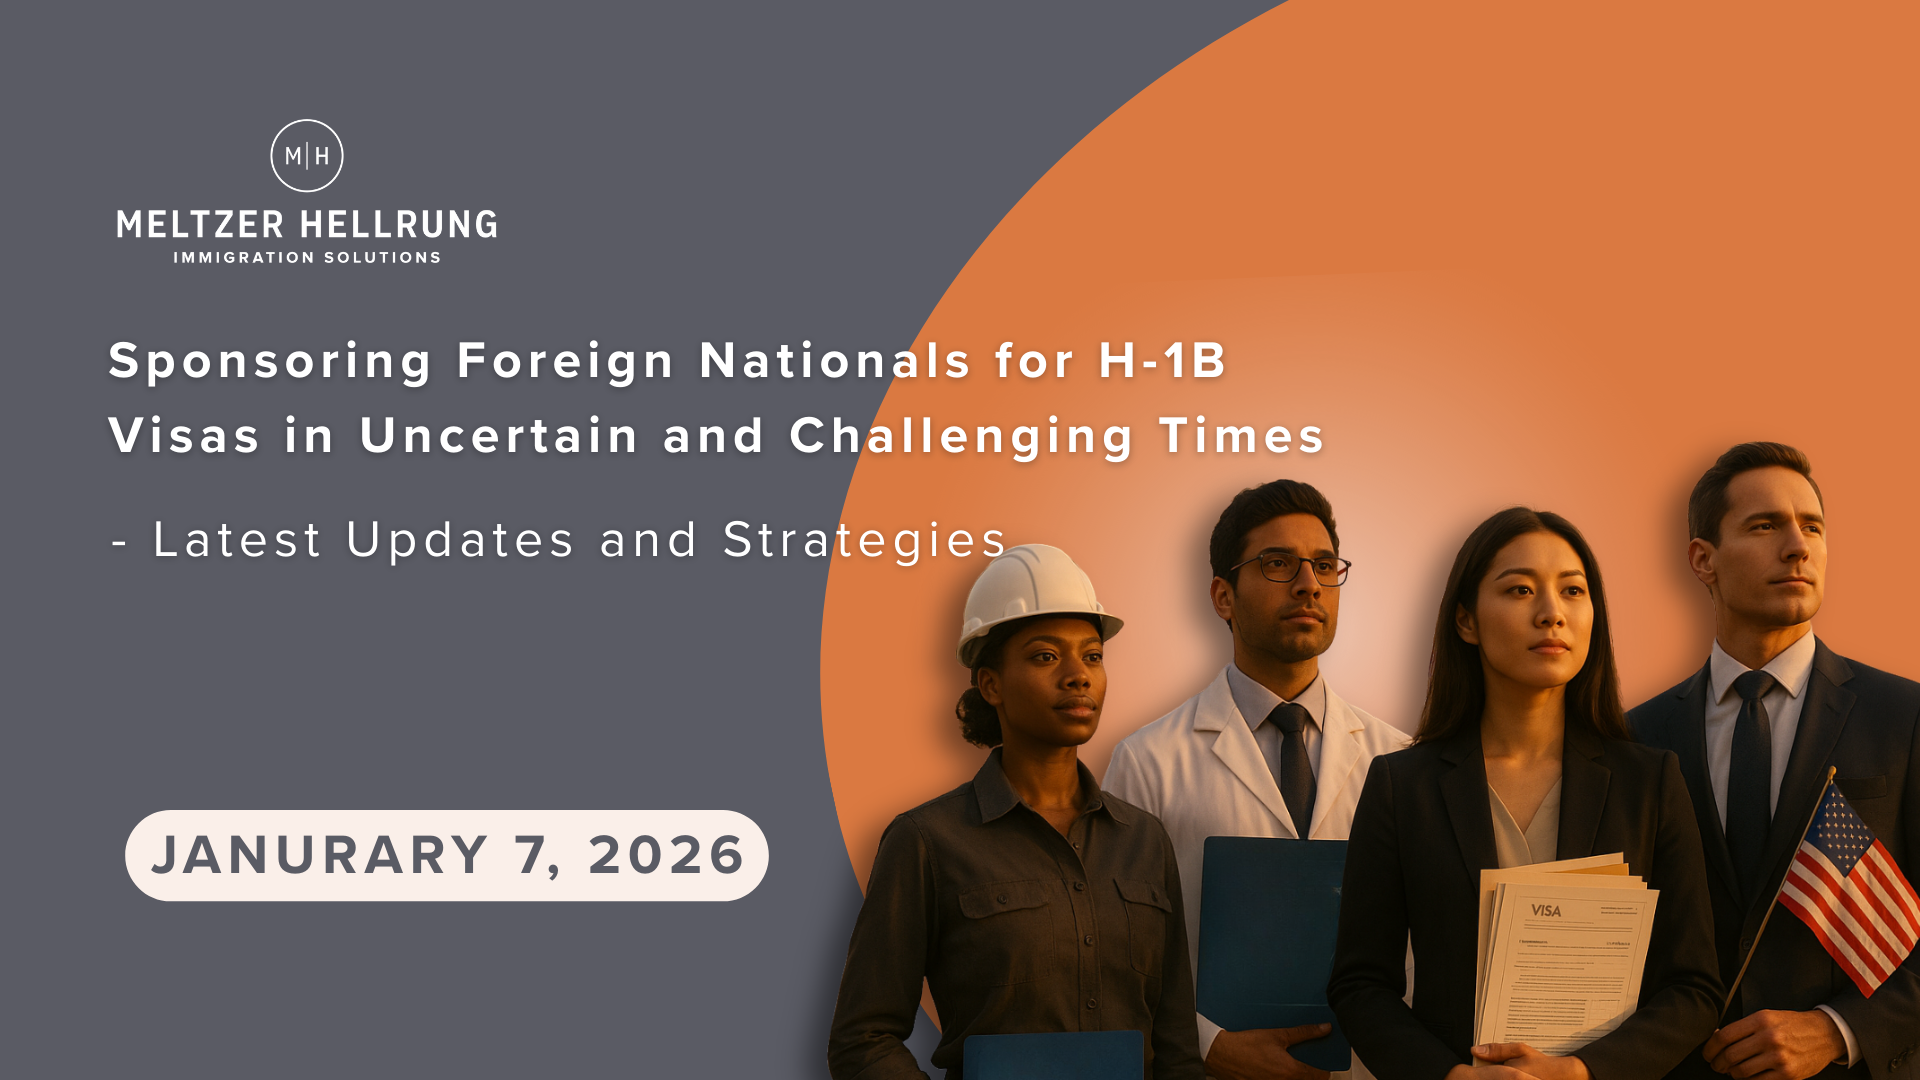 M|H
MELTZER HELLRUNG
IMMIGRATION SOLUTIONS
Sponsoring Foreign Nationals for H-1B
Visas in Uncertain and Challenging Times
- Latest Updates and Strategies
JANURARY 7, 2026
VISA